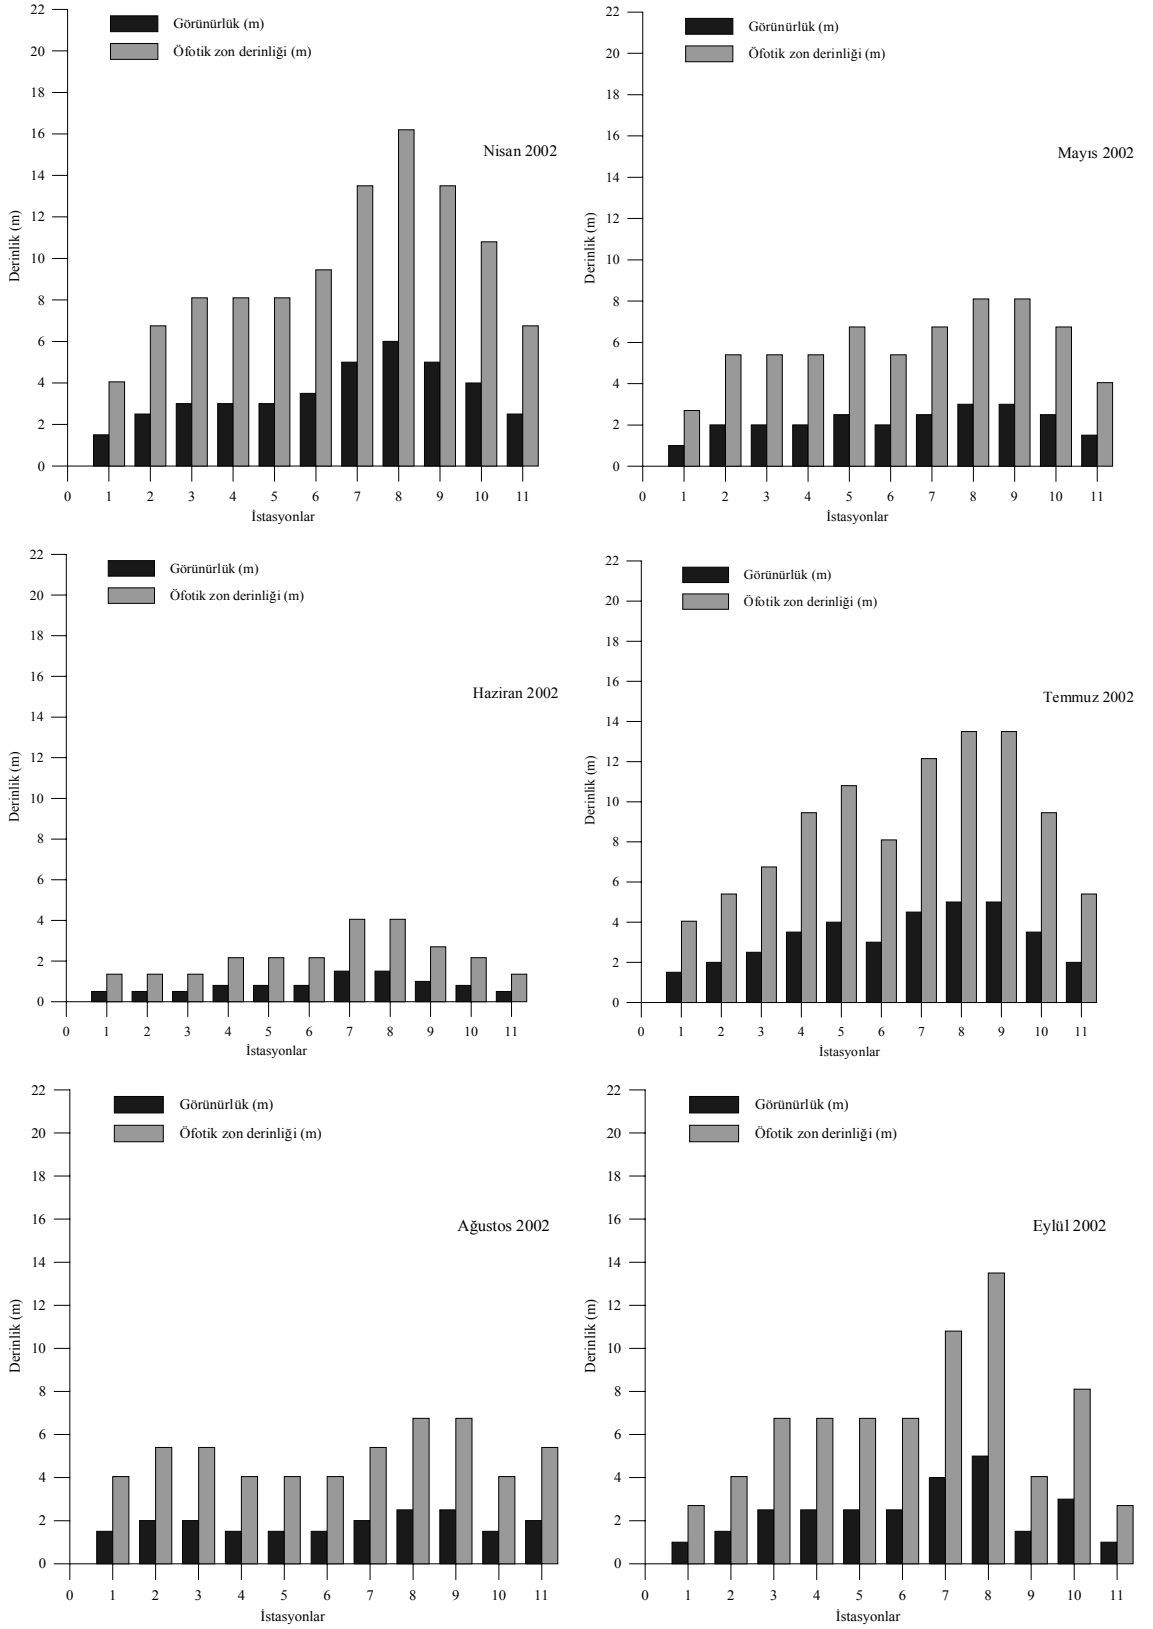 22
20
18
16
14
12
10
8
6
4
2
0
Derinlik (m)
Görünürlük (m)
Öfotik zon derinliği (m)
Nisan 2002
0 1 2 3 4 5 6 7 8 9 10 11
İstasyonlar
22
20
18
16
14
12
10
8
6
4
2
0
Derinlik (m)
Görünürlük (m)
Öfotik zon derinliği (m)
Mayıs 2002
0 1 2 3 4 5 6 7 8 9 10 11
İstasyonlar
22
20
18
16
14
12
10
8
6
4
2
0
Derinlik (m)
Görünürlük (m)
Öfotik zon derinliği (m)
Haziran 2002
0 1 2 3 4 5 6 7 8 9 10 11
İstasyonlar
22
20
18
16
14
12
10
8
6
4
2
0
Derinlik (m)
Görünürlük (m)
Öfotik zon derinliği (m)
Temmuz 2002
0 1 2 3 4 5 6 7 8 9 10 11
İstasyonlar
22
20
18
16
14
12
10
8
6
4
2
0
Derinlik (m)
Görünürlük (m)
Öfotik zon derinliği (m)
Ağustos 2002
0 1 2 3 4 5 6 7 8 9 10 11
İstasyonlar
22
20
18
16
14
12
10
8
6
4
2
0
Derinlik (m)
Görünürlük (m)
Öfotik zon derinliği (m)
Eylül 2002
0 1 2 3 4 5 6 7 8 9 10 11
İstasyonlar